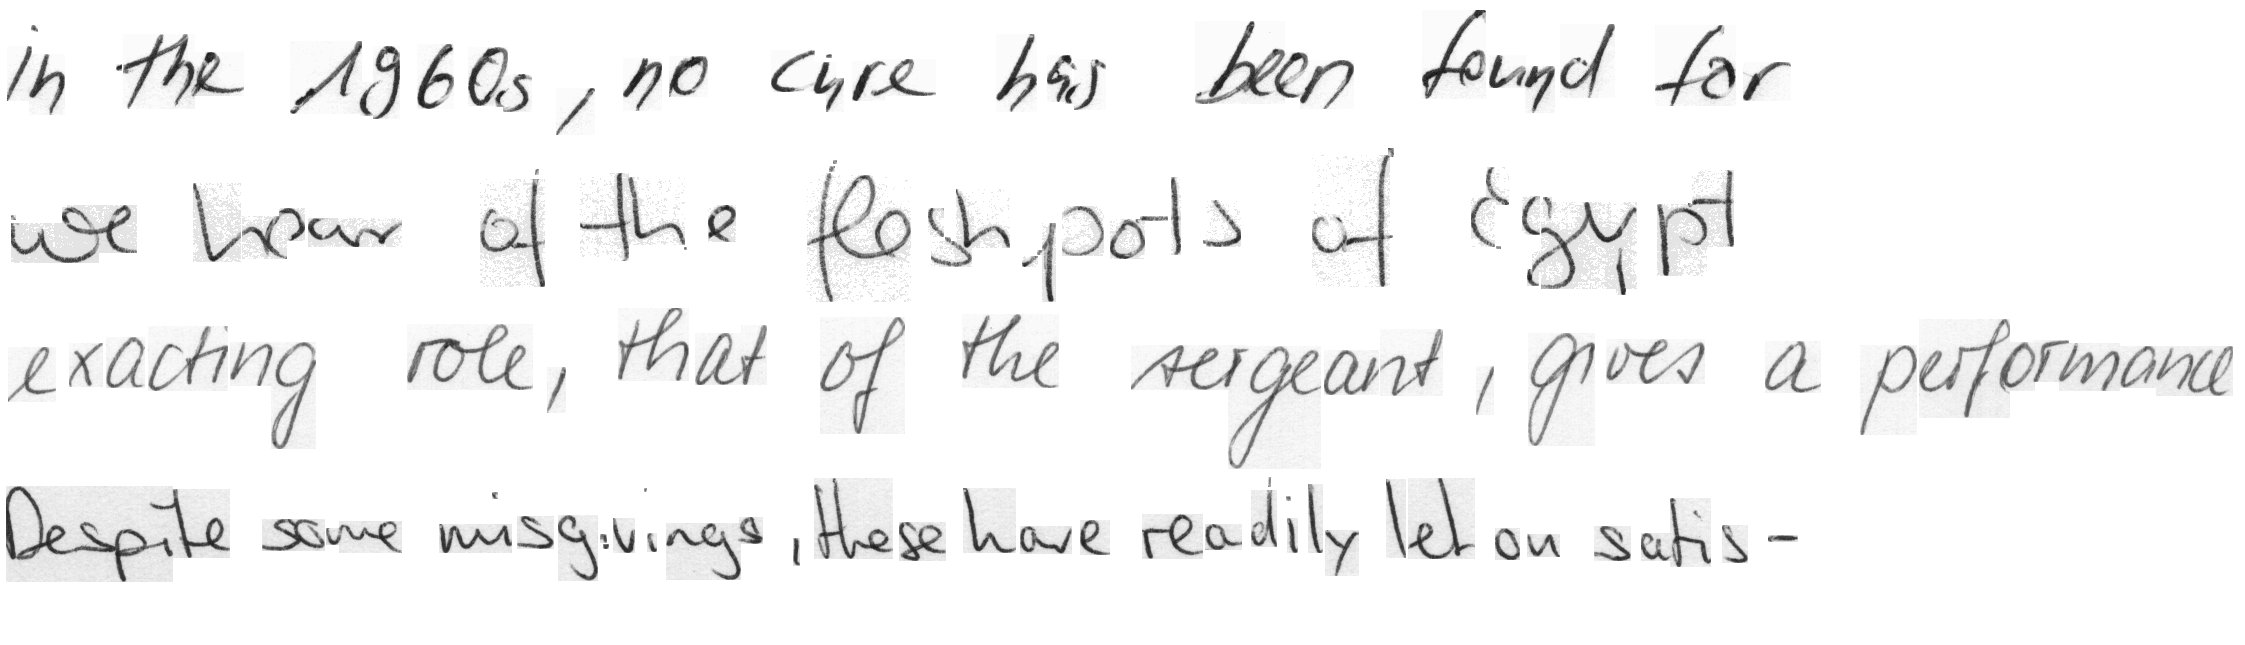 in the 1960s, no cure has been found for
we hear of the fleshpots of Egypt
exacting role, that of the sergeant, gives a performance
Despite some misgivings, these have readily let on satis-